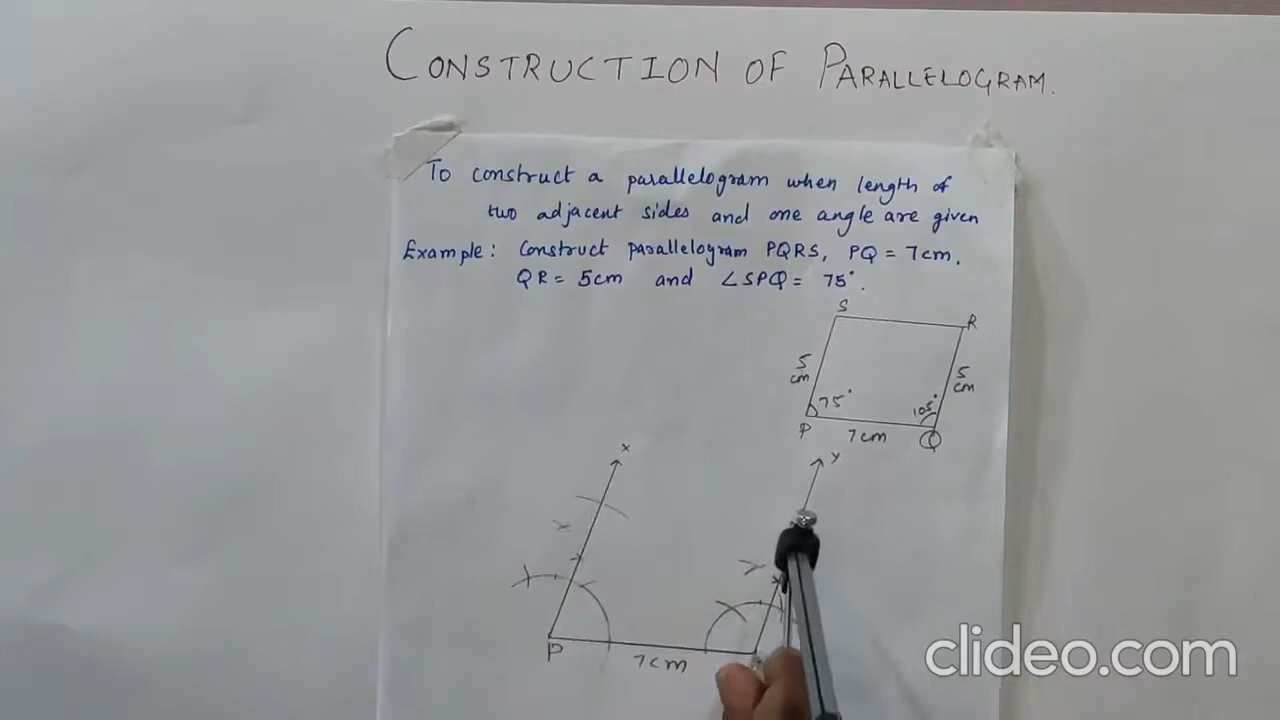 CONSTRUCTION OF PARALLELOGRAM.
To construct a parallelogram when length of
two adjacent sides and one angle are given
Example: Construct parallelogram PQRS, PQ = 7cm,
QR = 5cm and ∠SPQ = 75°.
S
R
5
cm
5
cm
75°
105°
P
7cm
Q
x
y
P
7cm
clideo.com